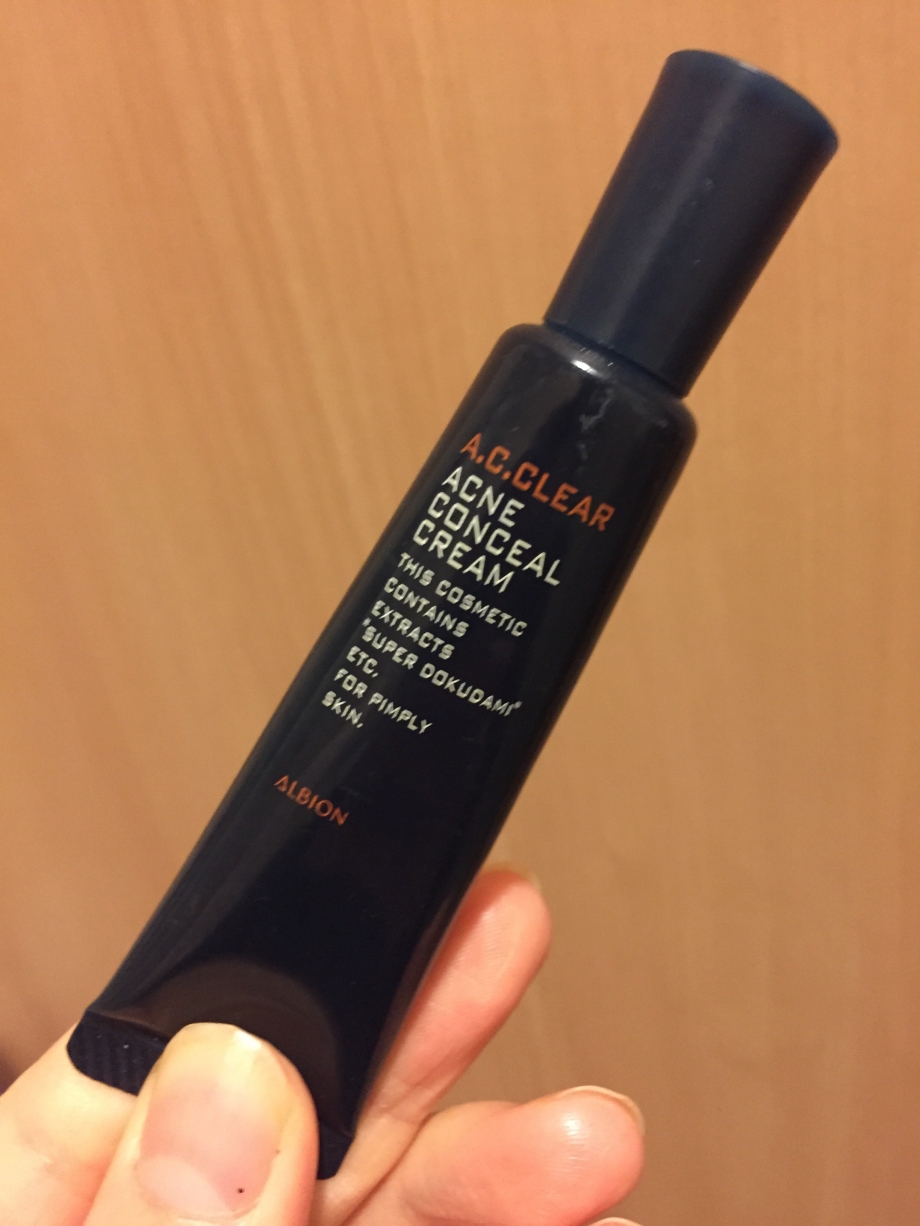 A.C.CLEAR
ACNE
CONCEAL
CREAM
THIS COSMETIC
CONTAINS
EXTRACTS
"SUPER DOKUDAMI"
ETC.
FOR PIMPLY
SKIN.
ALBION